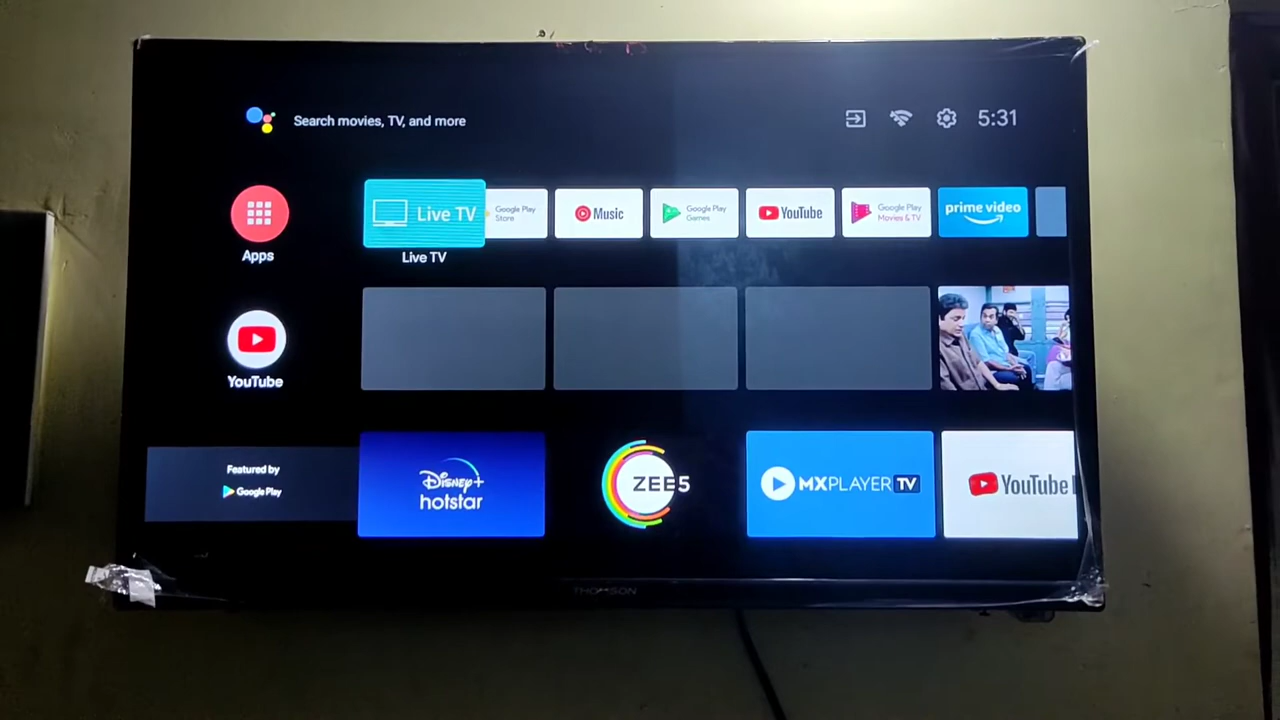 Search movies, TV, and more
5:31
Live TV
Google Play
Store
Music
Google Play
Games
YouTube
Google Play
Movies & TV
prime video
Apps
Live TV
YouTube
Featured by
Google Play
Disney+
hotstar
ZEE5
MXPLAYER TV
YouTube
THOMSON